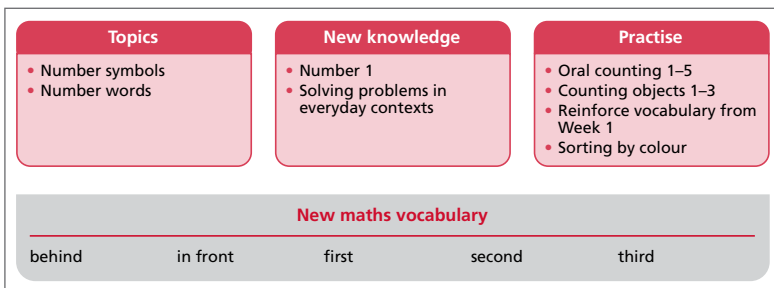 Topics
• Number symbols
• Number words
New knowledge
• Number 1
• Solving problems in
everyday contexts
Practise
• Oral counting 1–5
• Counting objects 1–3
• Reinforce vocabulary from
Week 1
• Sorting by colour
New maths vocabulary
behind in front first second third